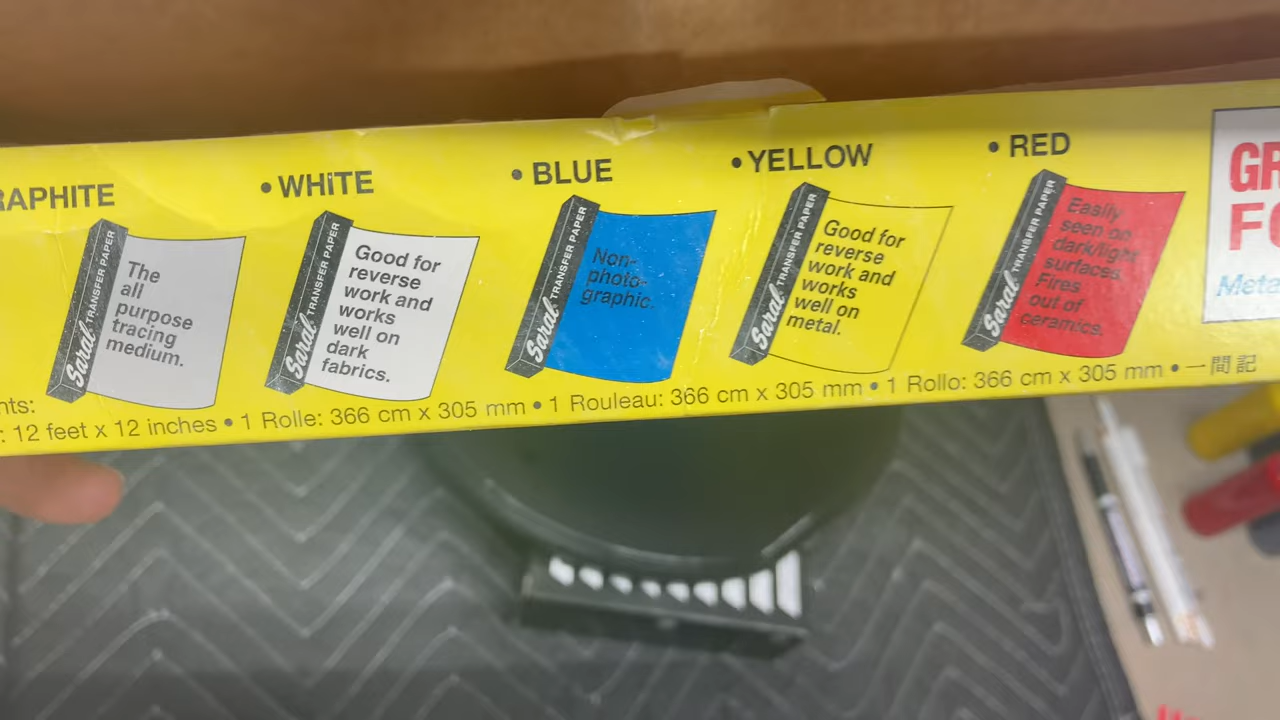 RAPHITE
The
all
purpose
tracing
medium.
Saral TRANSFER PAPER
• WHITE
Good for
reverse
work and
works
well on
dark
fabrics.
Saral TRANSFER PAPER
• BLUE
Non-
photo-
graphic.
Saral TRANSFER PAPER
• YELLOW
Good for
reverse
work and
works
well on
metal.
Saral TRANSFER PAPER
• RED
Easily
seen on
dark/light
surfaces.
Fires
out of
ceramics.
Saral TRANSFER PAPER
GR
FO
Meta
nts:
: 12 feet x 12 inches • 1 Rolle: 366 cm x 305 mm • 1 Rouleau: 366 cm x 305 mm • 1 Rollo: 366 cm x 305 mm • 一間記